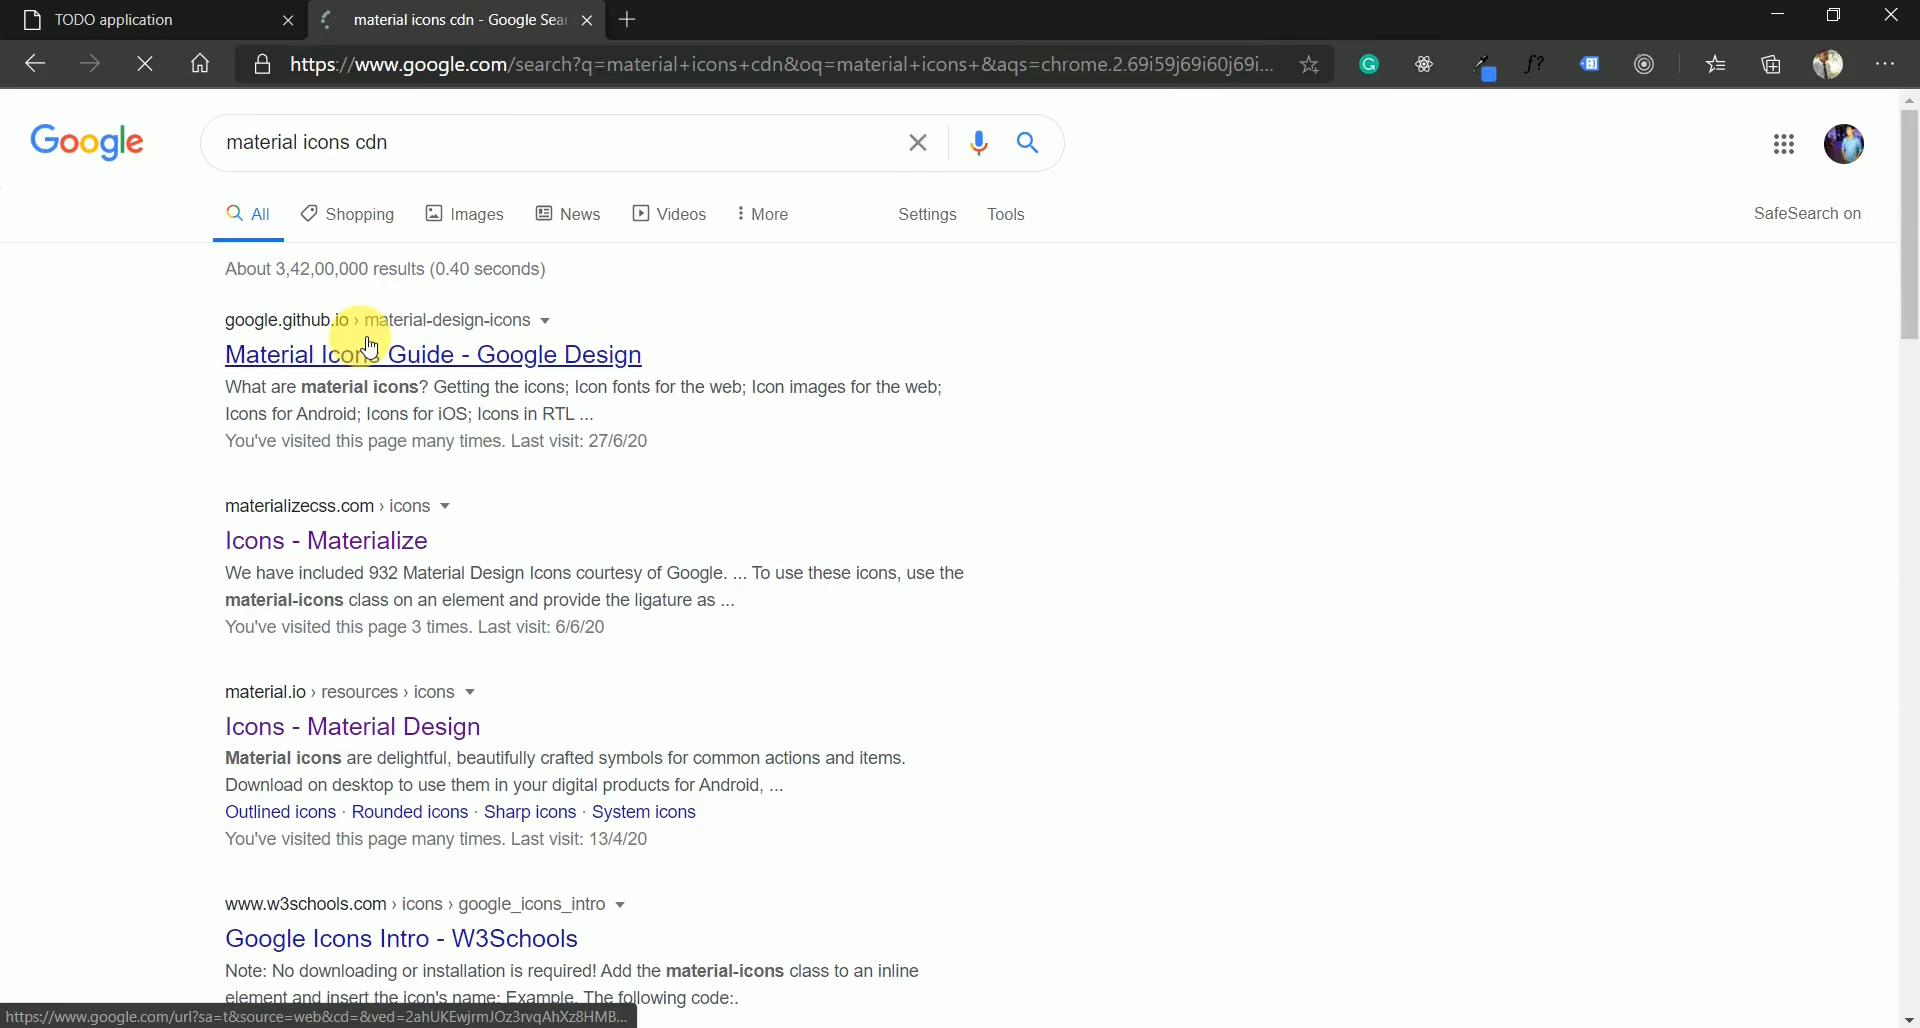 TODO application
material icons cdn - Google Sear
https://www.google.com/search?q=material+icons+cdn&oq=material+icons+&aqs=chrome.2.69i59j69i60j69i...
Google
material icons cdn
All
Shopping
Images
News
Videos
More
Settings
Tools
SafeSearch on
About 3,42,00,000 results (0.40 seconds)
google.github.io › material-design-icons
Material Icons Guide - Google Design
What are material icons? Getting the icons; Icon fonts for the web; Icon images for the web;
Icons for Android; Icons for iOS; Icons in RTL ...
You've visited this page many times. Last visit: 27/6/20
materializecss.com › icons
Icons - Materialize
We have included 932 Material Design Icons courtesy of Google. ... To use these icons, use the
material-icons class on an element and provide the ligature as ...
You've visited this page 3 times. Last visit: 6/6/20
material.io › resources › icons
Icons - Material Design
Material icons are delightful, beautifully crafted symbols for common actions and items.
Download on desktop to use them in your digital products for Android, ...
Outlined icons · Rounded icons · Sharp icons · System icons
You've visited this page many times. Last visit: 13/4/20
www.w3schools.com › icons › google_icons_intro
Google Icons Intro - W3Schools
Note: No downloading or installation is required! Add the material-icons class to an inline
element and insert the icon's name: Example. The following code:.
https://www.google.com/url?sa=t&source=web&cd=&ved=2ahUKEwjrmJOz3rvqAhXz8HMB...